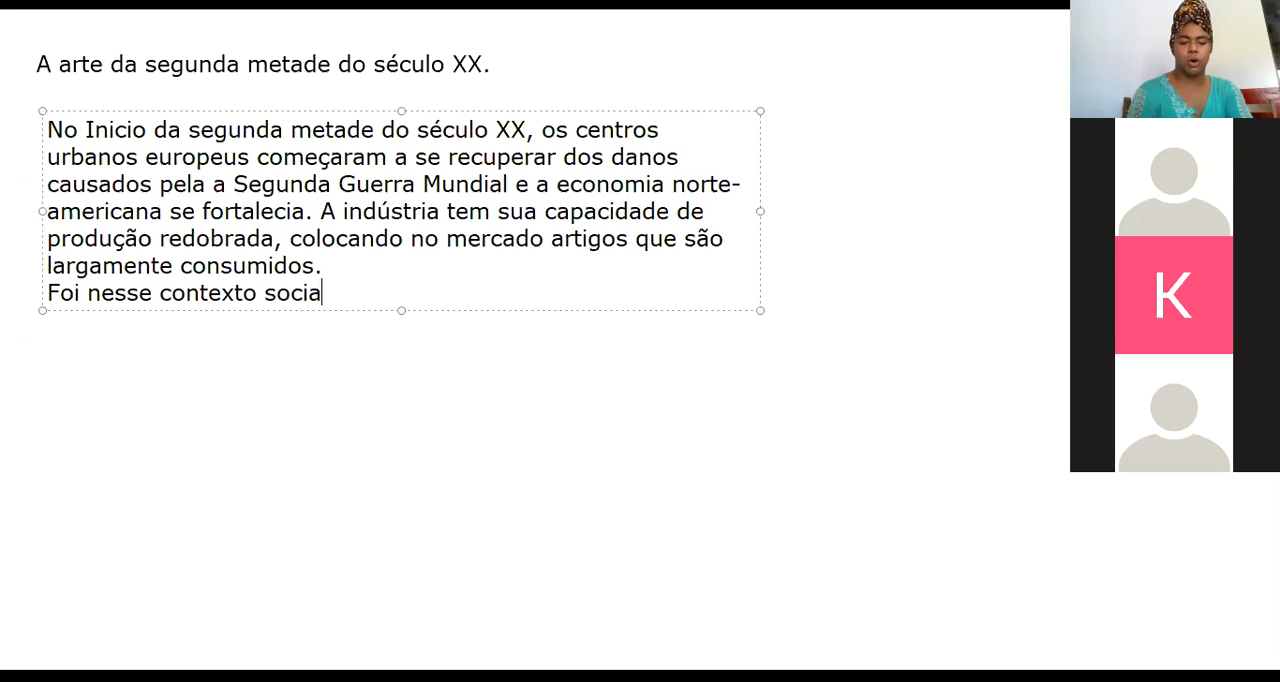 A arte da segunda metade do século XX.
No Inicio da segunda metade do século XX, os centros
urbanos europeus começaram a se recuperar dos danos
causados pela a Segunda Guerra Mundial e a economia norte-
americana se fortalecia. A indústria tem sua capacidade de
produção redobrada, colocando no mercado artigos que são
largamente consumidos.
Foi nesse contexto socia
K